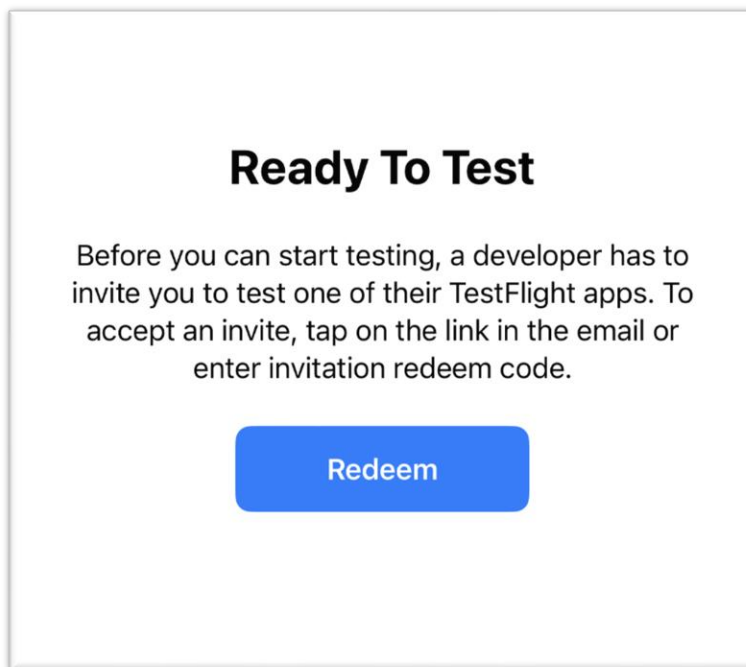 Ready To Test
Before you can start testing, a developer has to
invite you to test one of their TestFlight apps. To
accept an invite, tap on the link in the email or
enter invitation redeem code.
Redeem